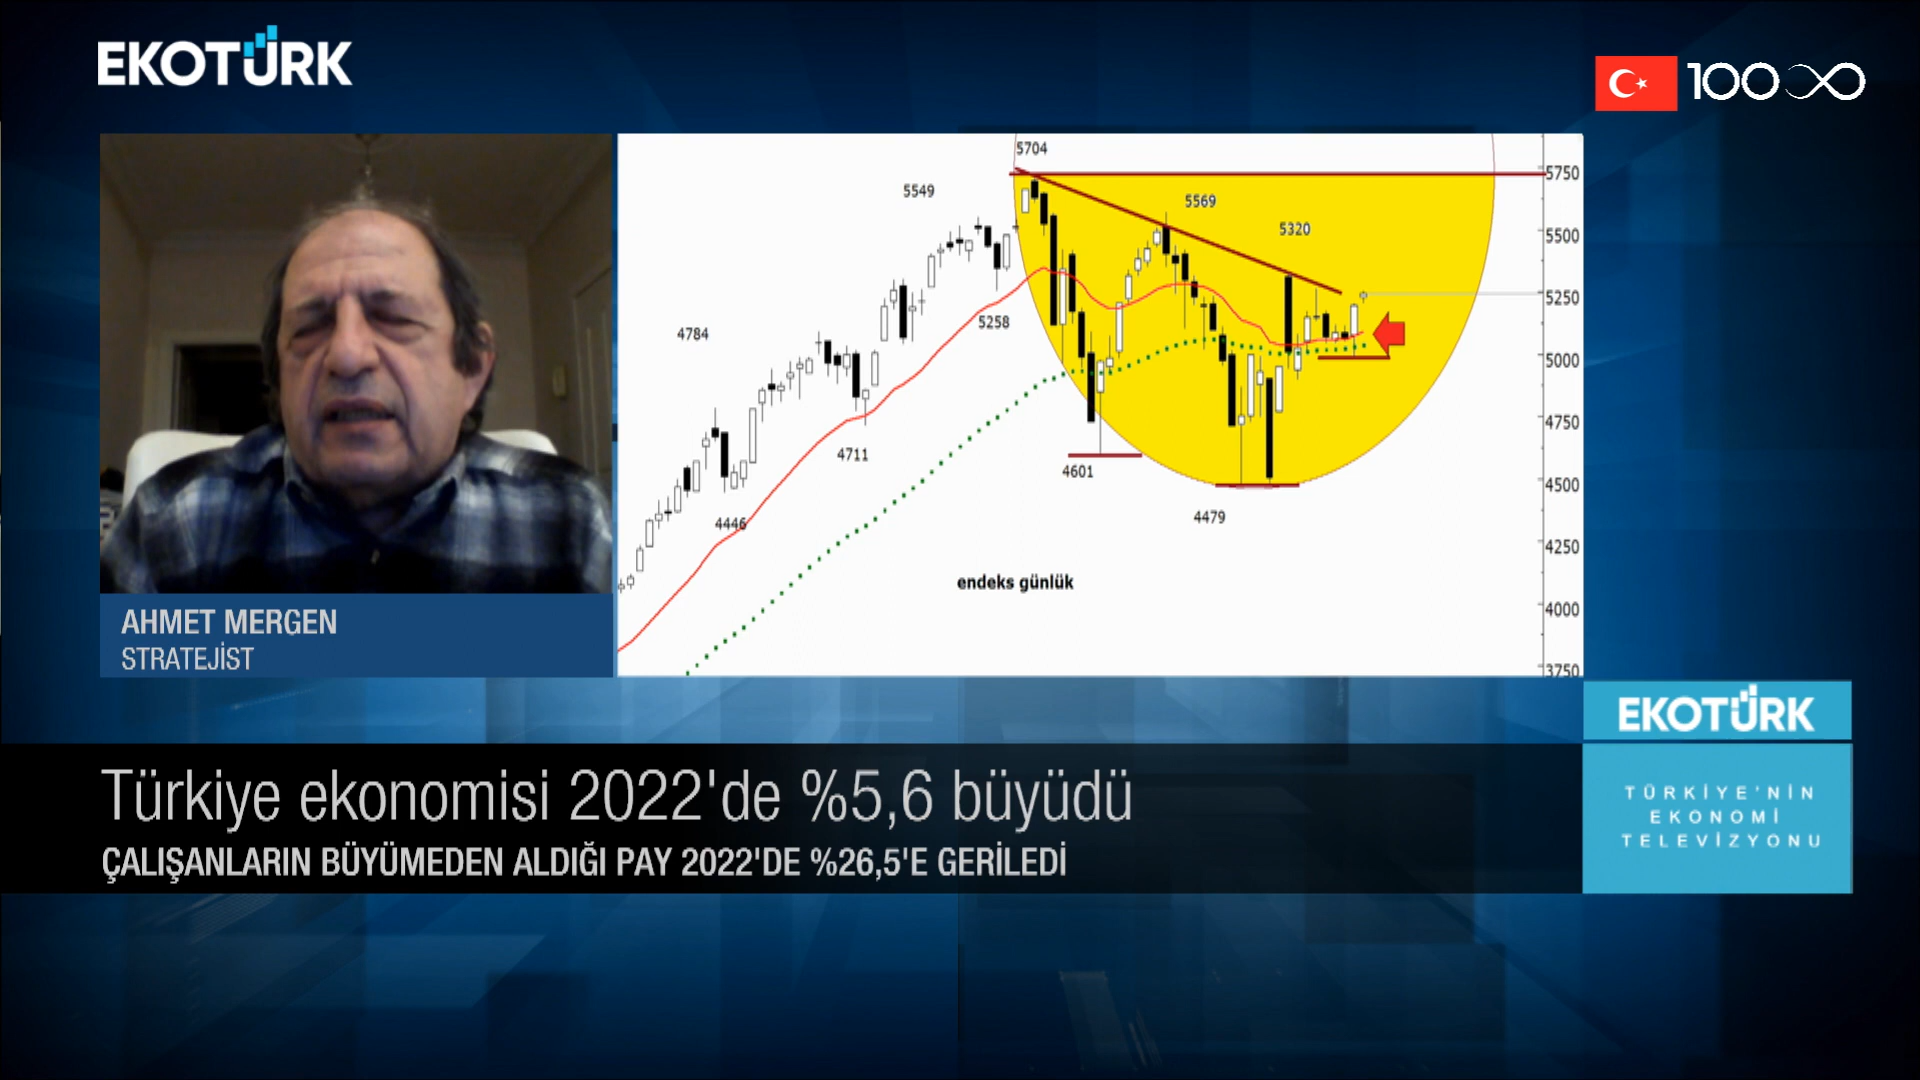 EKOTÜRK
100
5704
5549
5569
5320
4784
5258
4711
4446
4601
4479
endeks günlük
5750
5500
5250
5000
4750
4500
4250
4000
3750
AHMET MERGEN
STRATEJİST
EKOTÜRK
Türkiye ekonomisi 2022'de %5,6 büyüdü
ÇALIŞANLARIN BÜYÜMEDEN ALDIĞI PAY 2022'DE %26,5'E GERİLEDİ
TÜRKİYE'NİN
EKONOMİ
TELEVİZYONU